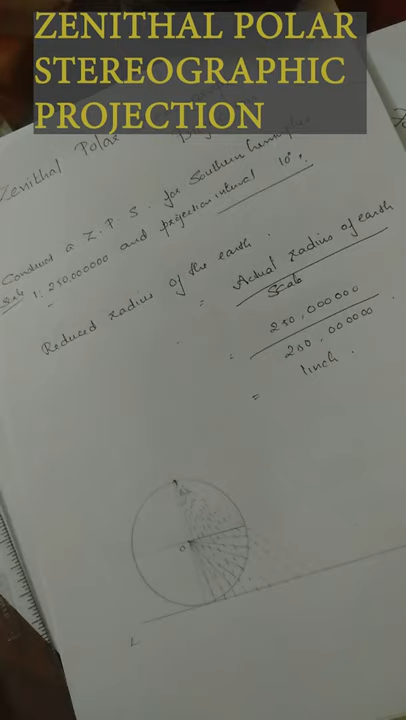 ZENITHAL POLAR
STEREOGRAPHIC
PROJECTION
Zenithal Polar
Construct a Z. P. S. for Southern hemisphere
Scale 1: 250,000000 and projection interval 10°.
Reduced radius of the earth.
= Actual radius of earth
Scale
= 250,000000
250,000000
= 1inch.
O
L